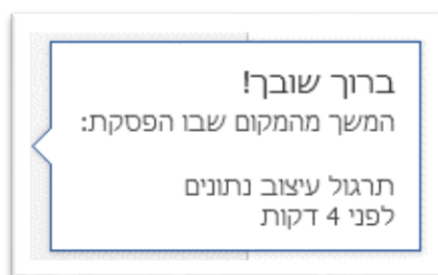 ברוך שובך!
המשך מהמקום שבו הפסקת:
תרגול עיצוב נתונים
לפני 4 דקות